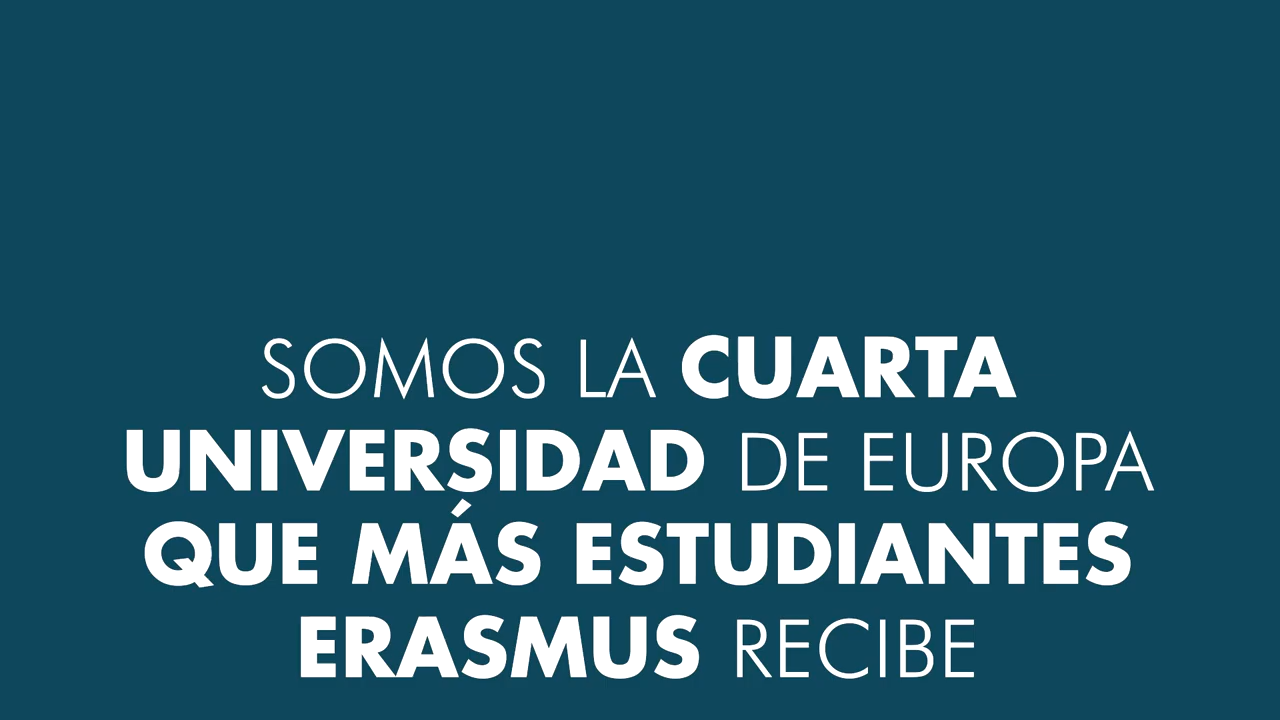 SOMOS LA CUARTA
UNIVERSIDAD DE EUROPA
QUE MÁS ESTUDIANTES
ERASMUS RECIBE